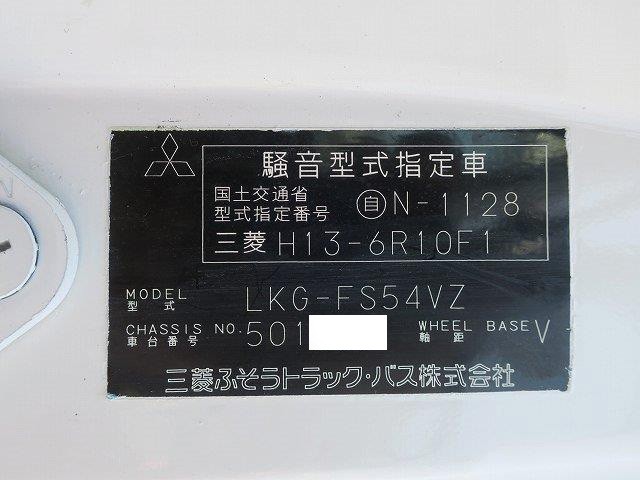 騒音型式指定車
国土交通省
型式指定番号 自N-1128
三菱 H13-6R10F1
MODEL
型式 LKG-FS54VZ
CHASSIS NO.
車台番号 501
WHEEL BASE
軸距 V
三菱ふそうトラック・バス株式会社